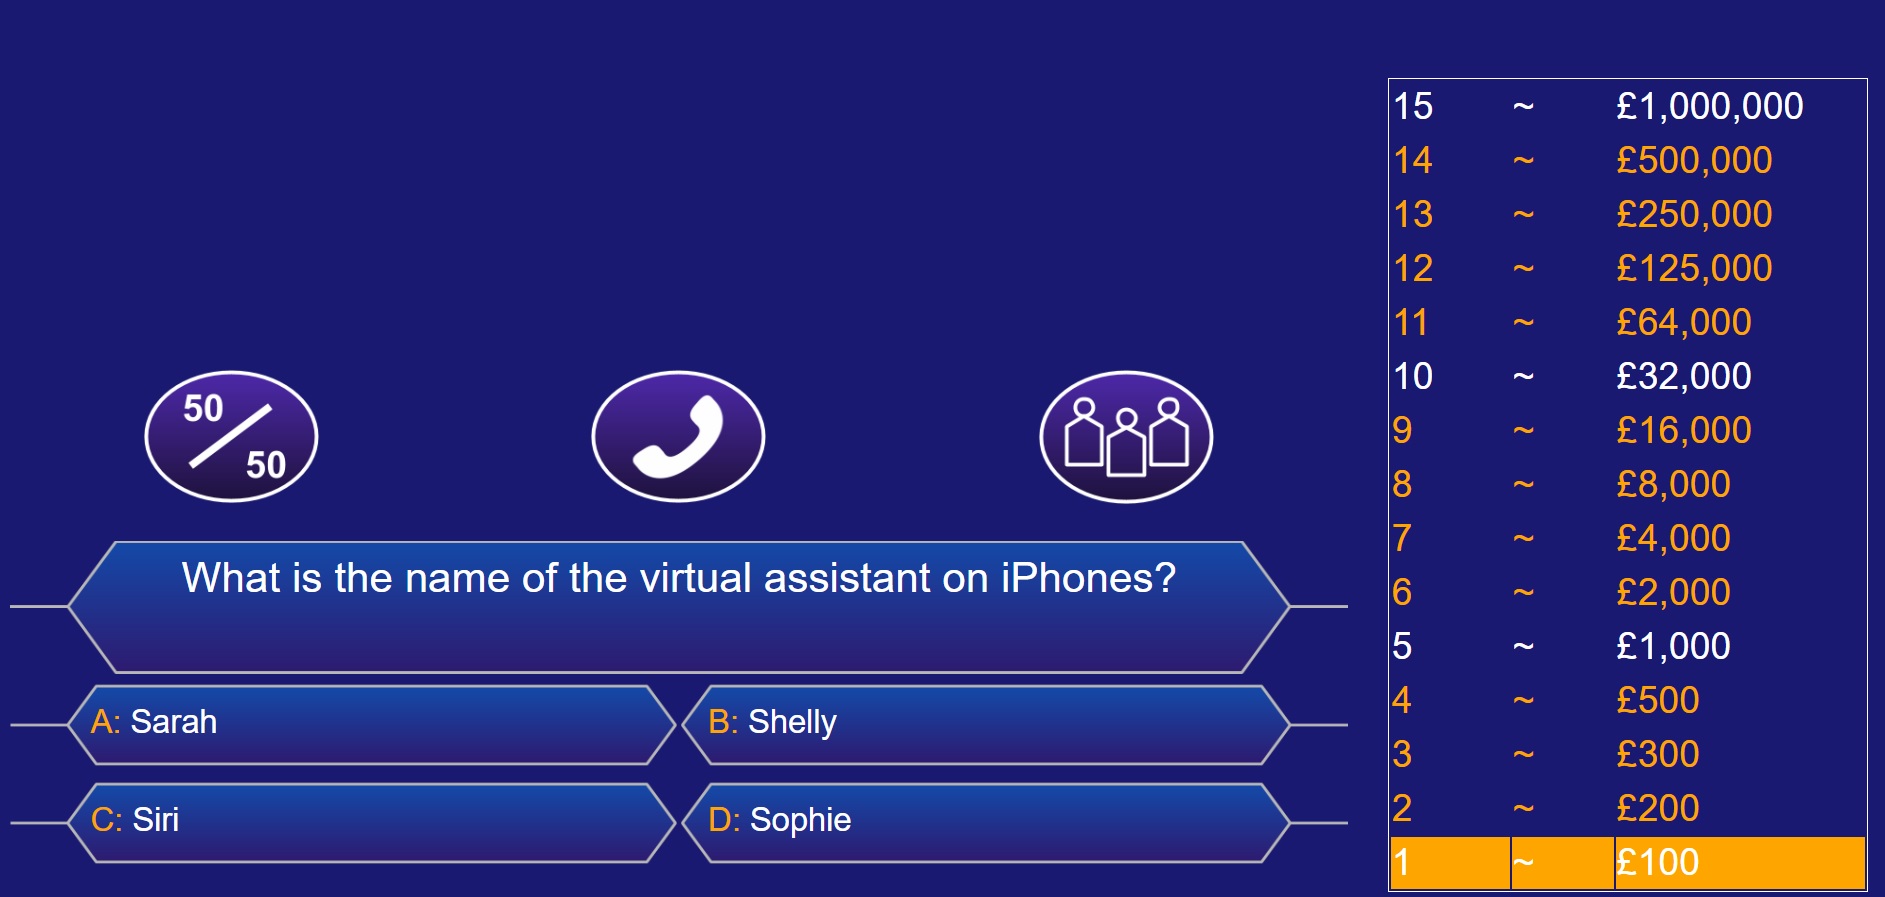 50
50
What is the name of the virtual assistant on iPhones?
A: Sarah
B: Shelly
C: Siri
D: Sophie
15 ~ £1,000,000
14 ~ £500,000
13 ~ £250,000
12 ~ £125,000
11 ~ £64,000
10 ~ £32,000
9 ~ £16,000
8 ~ £8,000
7 ~ £4,000
6 ~ £2,000
5 ~ £1,000
4 ~ £500
3 ~ £300
2 ~ £200
1 ~ £100